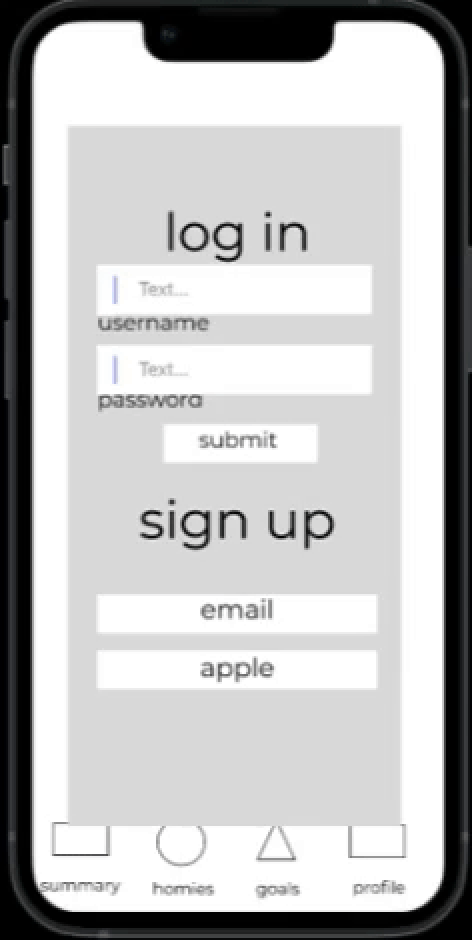 log in
Text...
username
Text...
password
submit
sign up
email
apple
summary homies goals profile